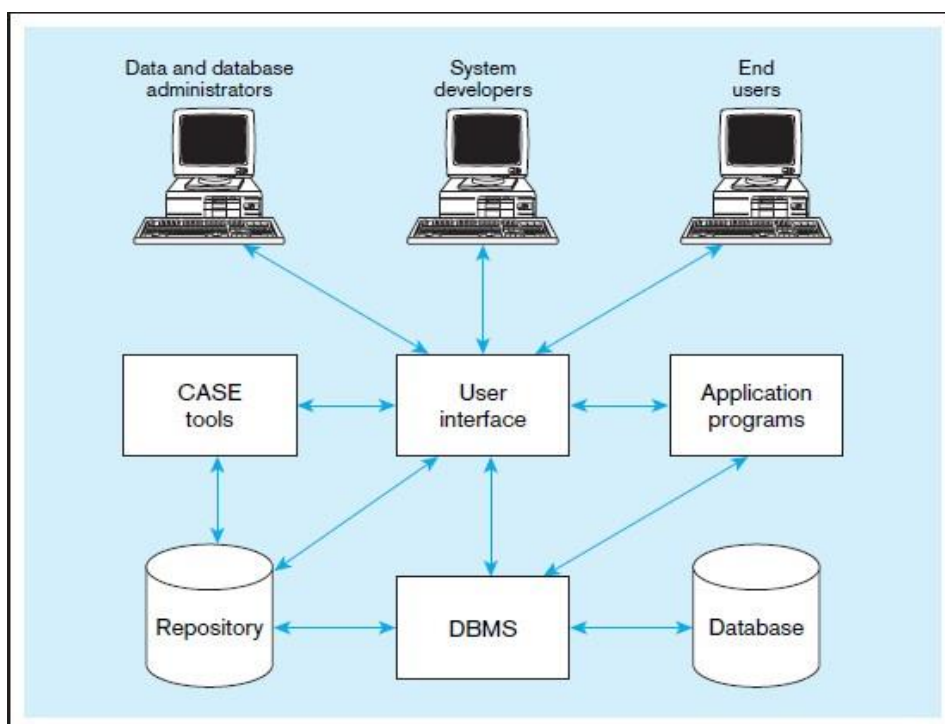 Data and database
administrators
System
developers
End
users
CASE
tools
User
interface
Application
programs
Repository
DBMS
Database